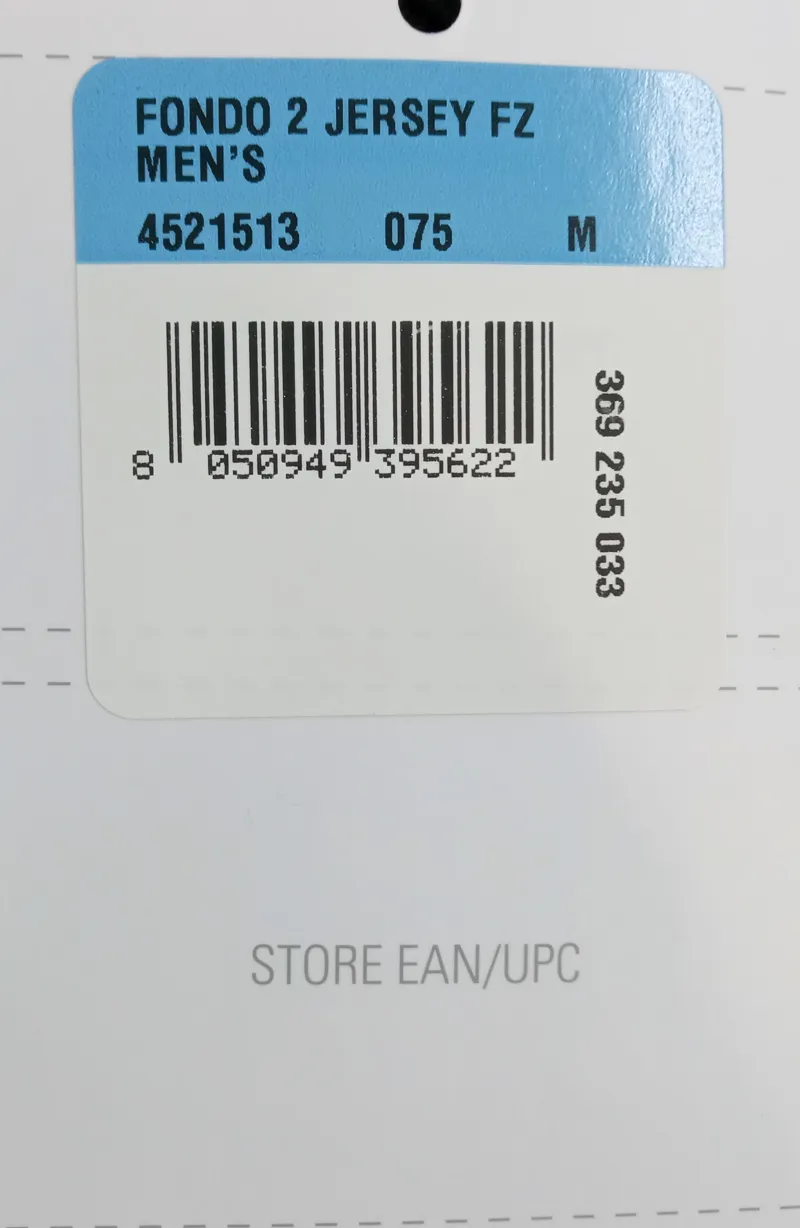 FONDO 2 JERSEY FZ
MEN'S
4521513 075 M
8 050949 395622
369 235 033
STORE EAN/UPC